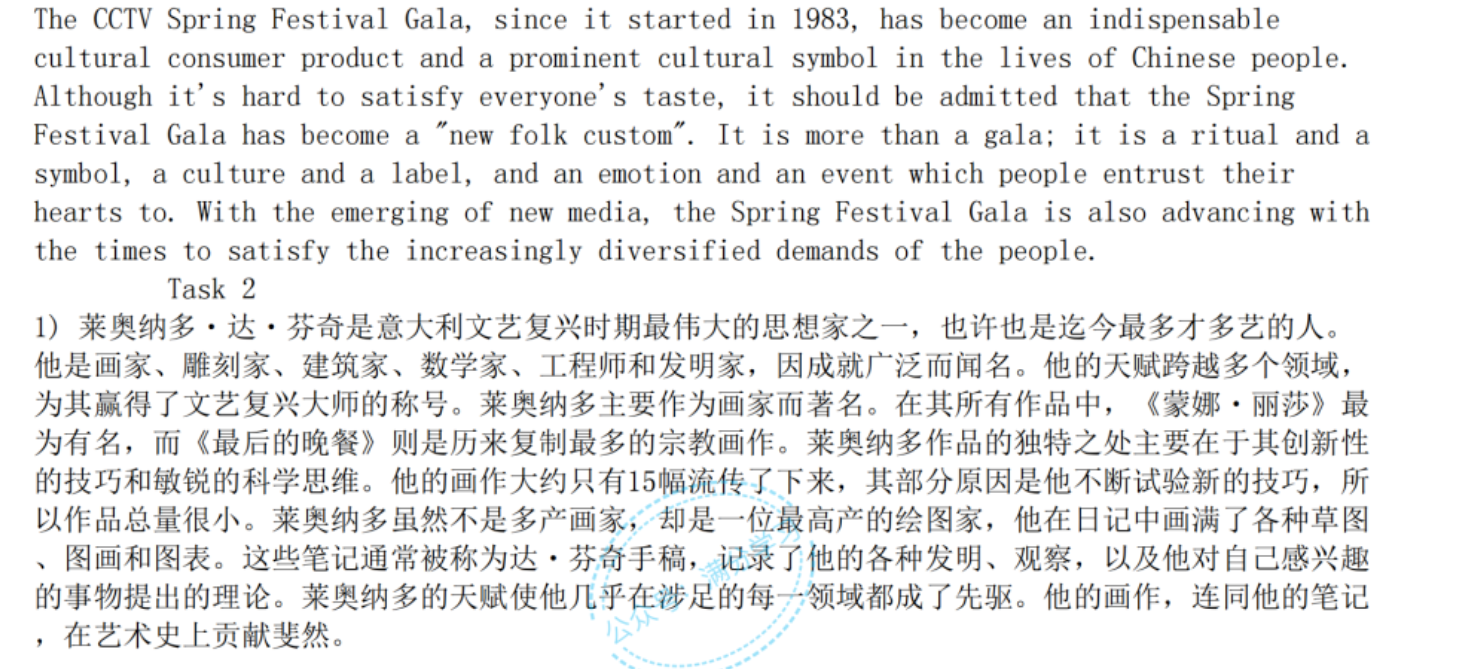 The CCTV Spring Festival Gala, since it started in 1983, has become an indispensable
cultural consumer product and a prominent cultural symbol in the lives of Chinese people.
Although it's hard to satisfy everyone's taste, it should be admitted that the Spring
Festival Gala has become a "new folk custom". It is more than a gala; it is a ritual and a
symbol, a culture and a label, and an emotion and an event which people entrust their
hearts to. With the emerging of new media, the Spring Festival Gala is also advancing with
the times to satisfy the increasingly diversified demands of the people.
Task 2
1) 莱奥纳多·达·芬奇是意大利文艺复兴时期最伟大的思想家之一，也许也是迄今最多才多艺的人。
他是画家、雕刻家、建筑家、数学家、工程师和发明家，因成就广泛而闻名。他的天赋跨越多个领域，
为其赢得了文艺复兴大师的称号。莱奥纳多主要作为画家而著名。在其所有作品中，《蒙娜·丽莎》最
为有名，而《最后的晚餐》则是历来复制最多的宗教画作。莱奥纳多作品的独特之处主要在于其创新性
的技巧和敏锐的科学思维。他的画作大约只有15幅流传了下来，其部分原因是他不断试验新的技巧，所
以作品总量很小。莱奥纳多虽然不是多产画家，却是一位最高产的绘图家，他在日记中画满了各种草图
、图画和图表。这些笔记通常被称为达·芬奇手稿，记录了他的各种发明、观察，以及他对自己感兴趣
的事物提出的理论。莱奥纳多的天赋使他几乎在涉足的每一领域都成了先驱。他的画作，连同他的笔记
，在艺术史上贡献斐然。